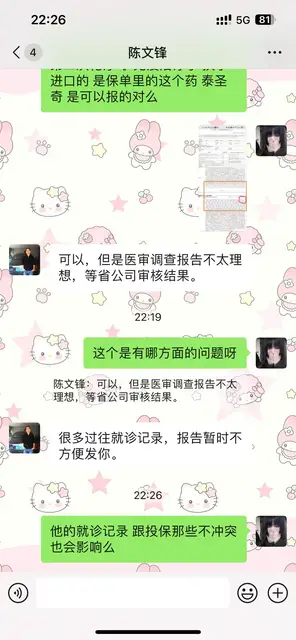 22:26
5G 81
4
陈文锋
进口的 是保单里的这个药 泰圣
奇 是可以报的对么
可以，但是医审调查报告不太理
想，等省公司审核结果。
22:19
这个是有哪方面的问题呀
陈文锋：可以，但是医审调查报告不太
理想，等省公司审核结果。
很多过往就诊记录，报告暂时不
方便发你。
22:26
他的就诊记录 跟投保那些不冲突
也会影响么